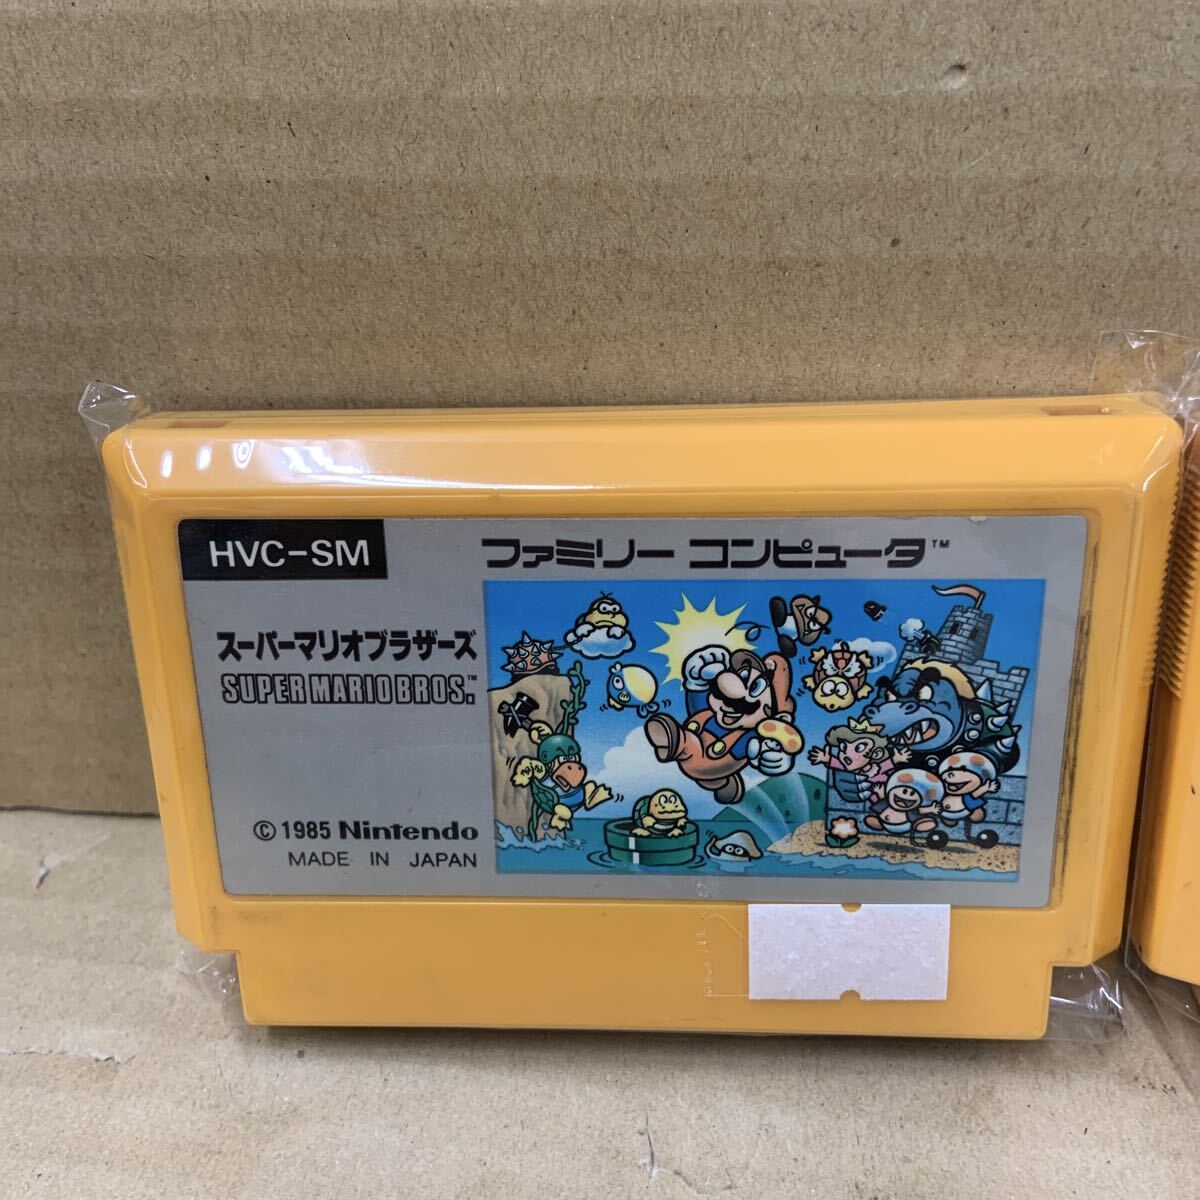 HVC-SM
ファミリー コンピュータ™
スーパーマリオブラザーズ
SUPER MARIO BROS.™
© 1985 Nintendo
MADE IN JAPAN